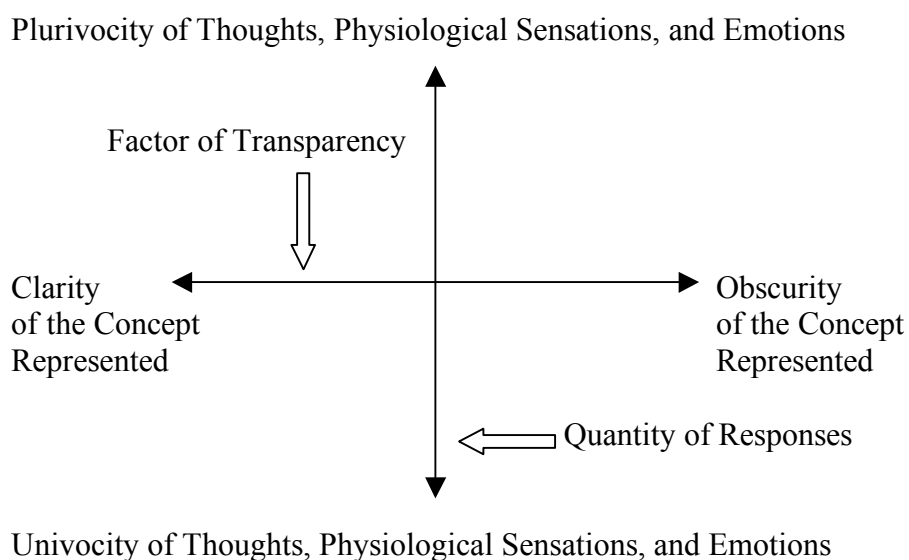 Plurivocity of Thoughts, Physiological Sensations, and Emotions
Factor of Transparency
Clarity
of the Concept
Represented
Obscurity
of the Concept
Represented
Quantity of Responses
Univocity of Thoughts, Physiological Sensations, and Emotions